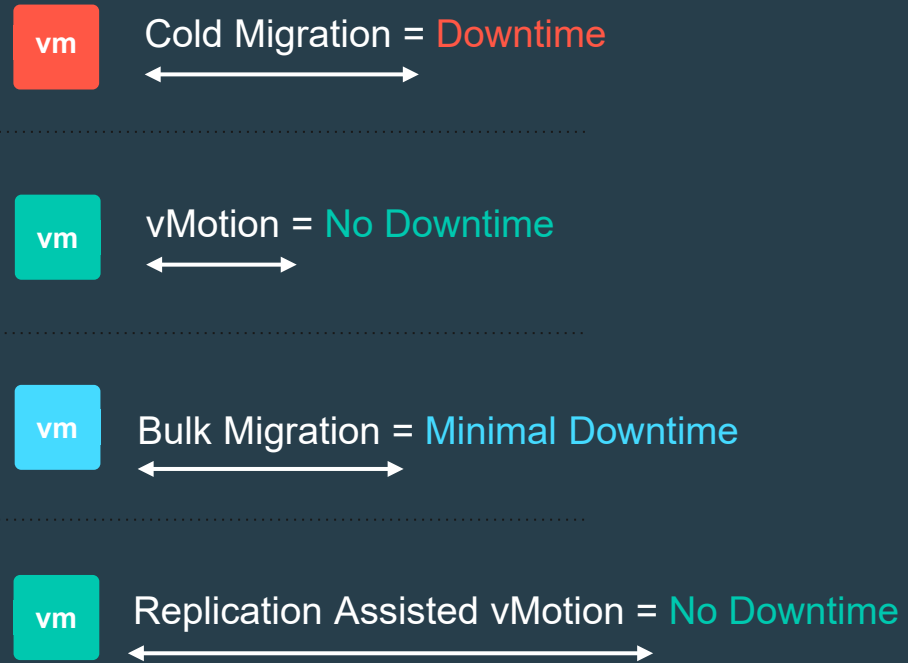 vm
Cold Migration = Downtime
vm
vMotion = No Downtime
vm
Bulk Migration = Minimal Downtime
vm
Replication Assisted vMotion = No Downtime